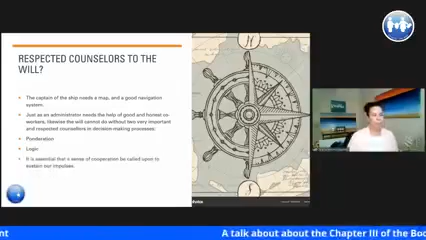 RESPECTED COUNSELORS TO THE
WILL?
The captain of the ship needs a map, and a good navigation
system.
Just as an administrator needs the help of good and honest co-
workers, likewise the will cannot do without two very important
and respected counsellors in decision-making processes;
Ponderation
Logic
It is essential that a sense of cooperation be called upon to
sustain our impulses.
nt
A talk about about the Chapter III of the Boo